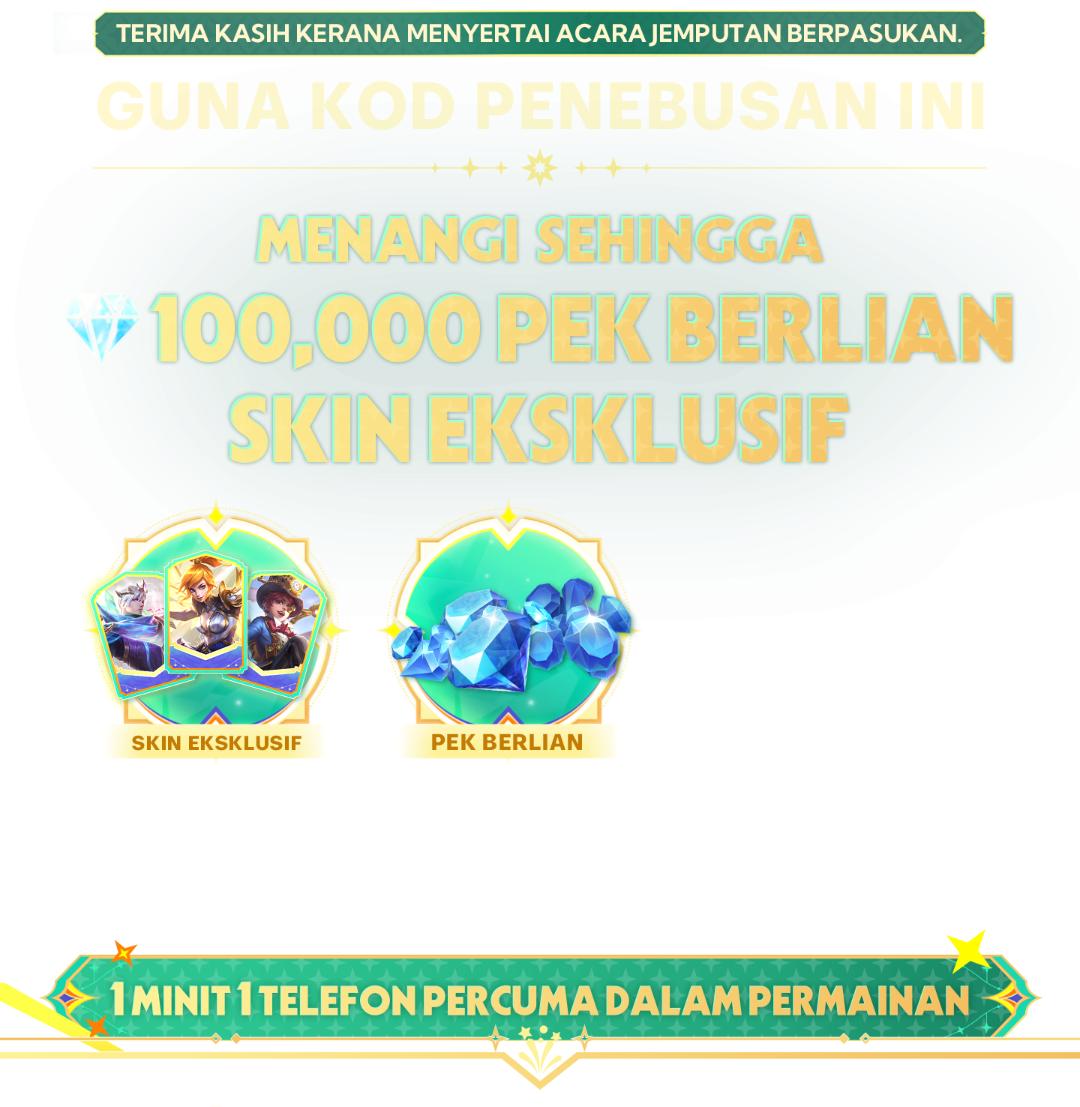 TERIMA KASIH KERANA MENYERTAI ACARA JEMPUTAN BERPASUKAN.
GUNA KOD PENEBUSAN INI
MENANGI SEHINGGA
100,000 PEK BERLIAN
SKIN EKSKLUSIF
SKIN EKSKLUSIF
PEK BERLIAN
1 MINIT 1 TELEFON PERCUMA DALAM PERMAINAN